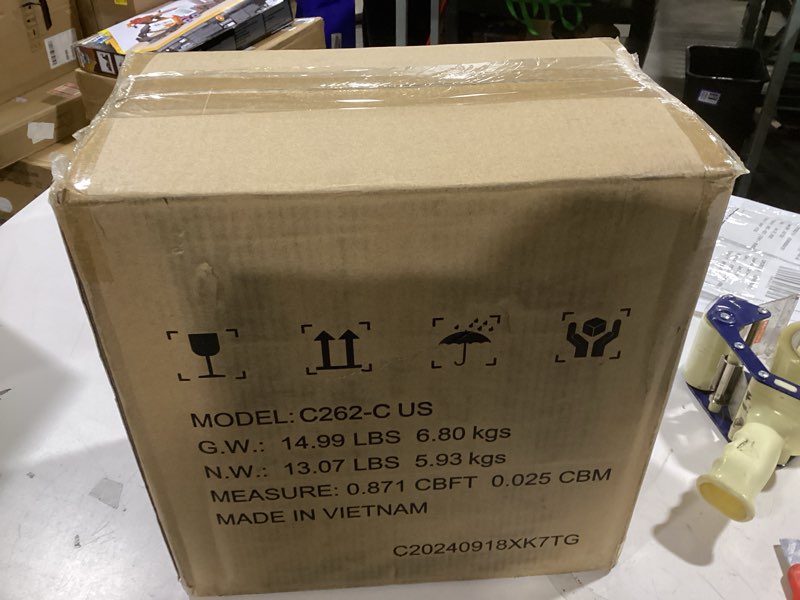 MODEL: C262-C US
G.W.: 14.99 LBS 6.80 kgs
N.W.: 13.07 LBS 5.93 kgs
MEASURE: 0.871 CBFT 0.025 CBM
MADE IN VIETNAM
C20240918XK7TG